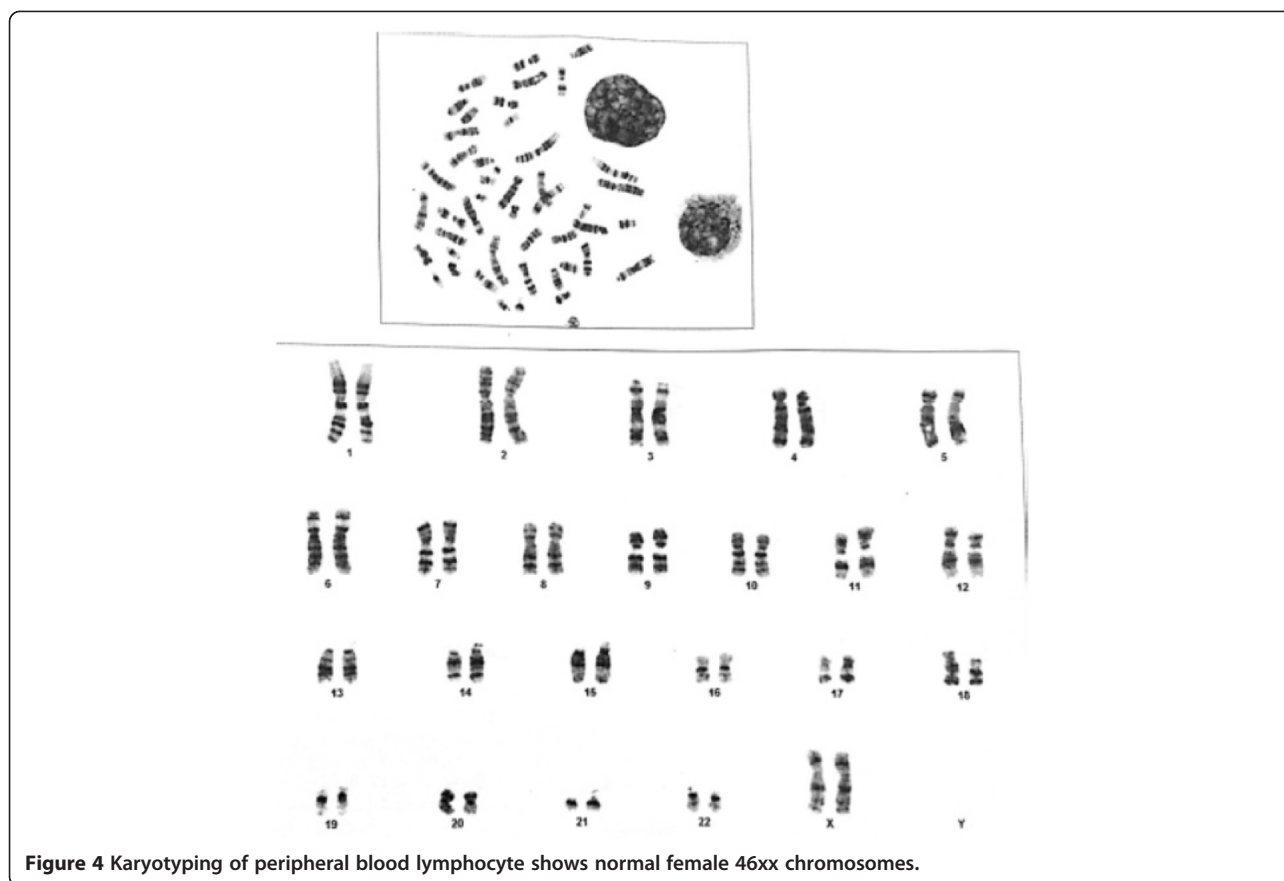 1 2 3 4 5
6 7 8 9 10 11 12
13 14 15 16 17 18
19 20 21 22 X Y
Figure 4 Karyotyping of peripheral blood lymphocyte shows normal female 46xx chromosomes.